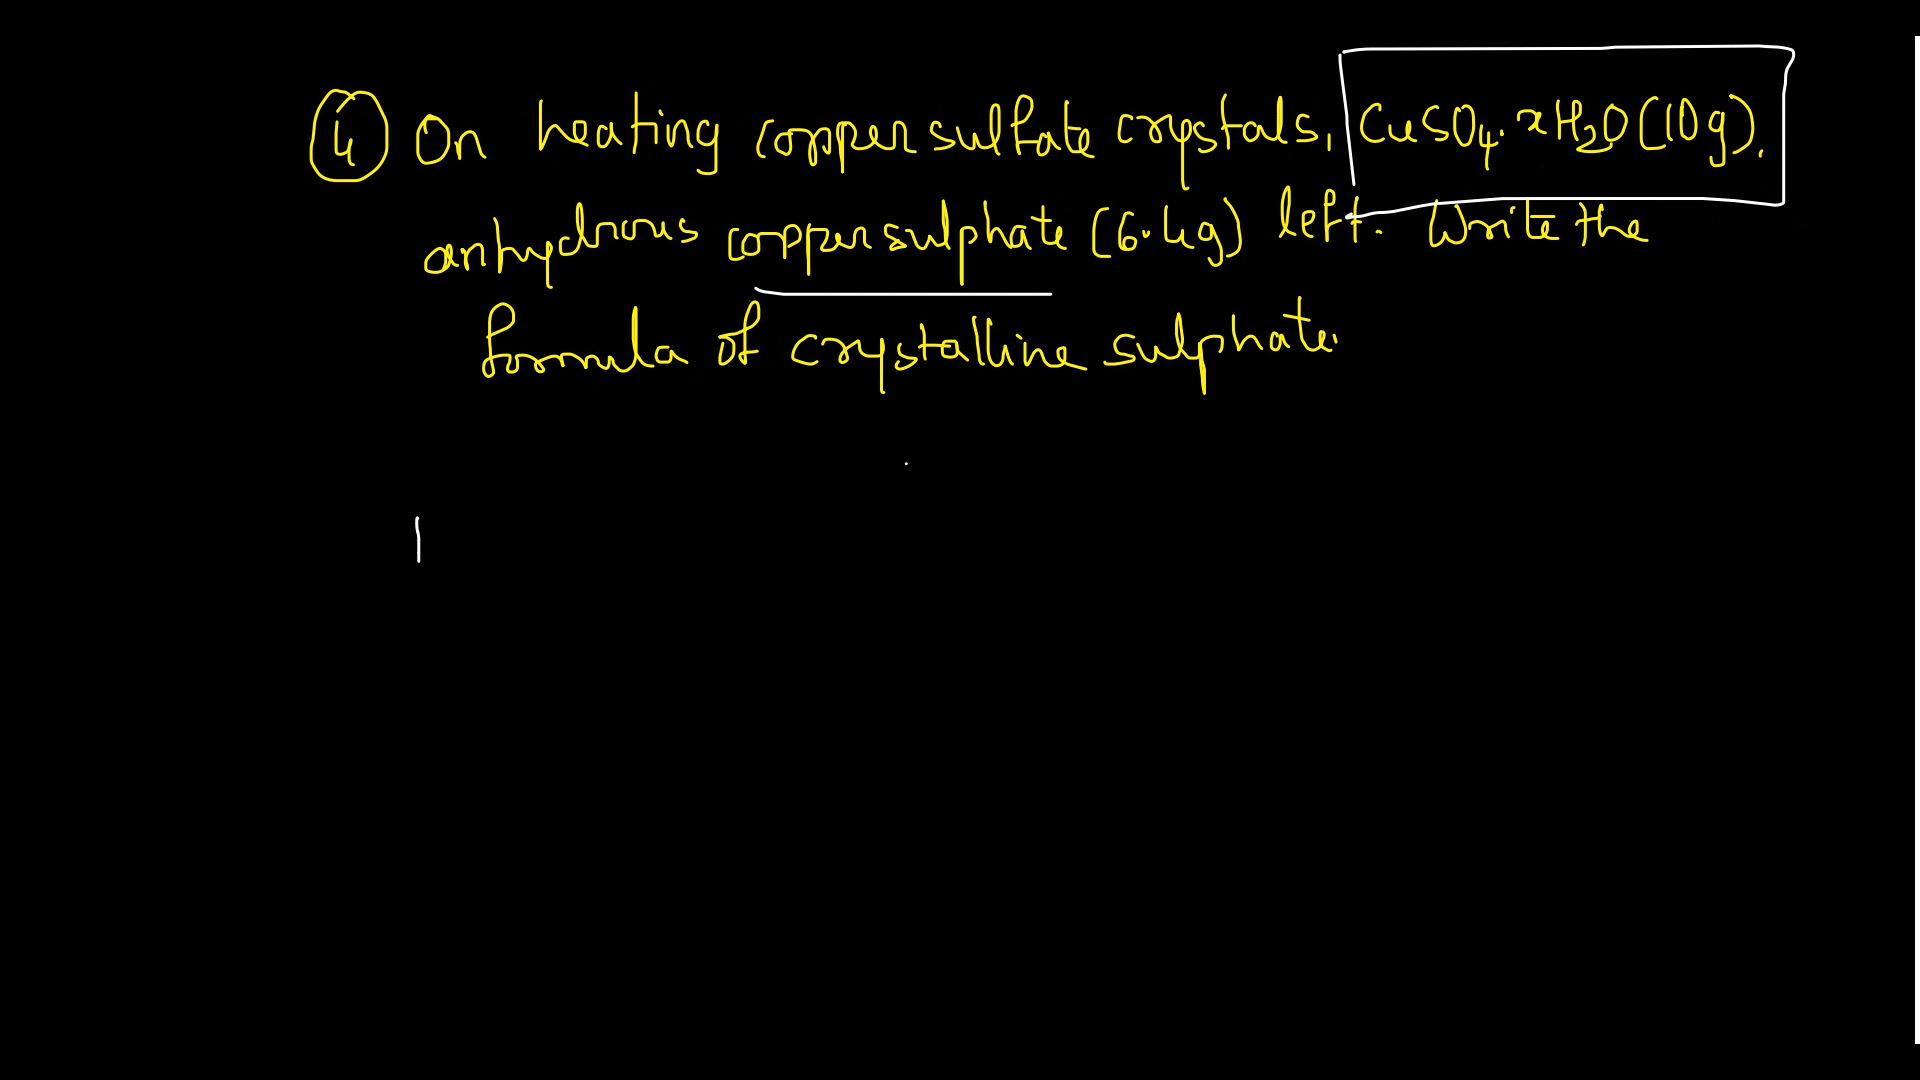 ④ On heating copper sulfate crystals, CuSO₄·xH₂O(10g).
anhydrous copper sulphate (6.4g) left. Write the
formula of crystalline sulphate.